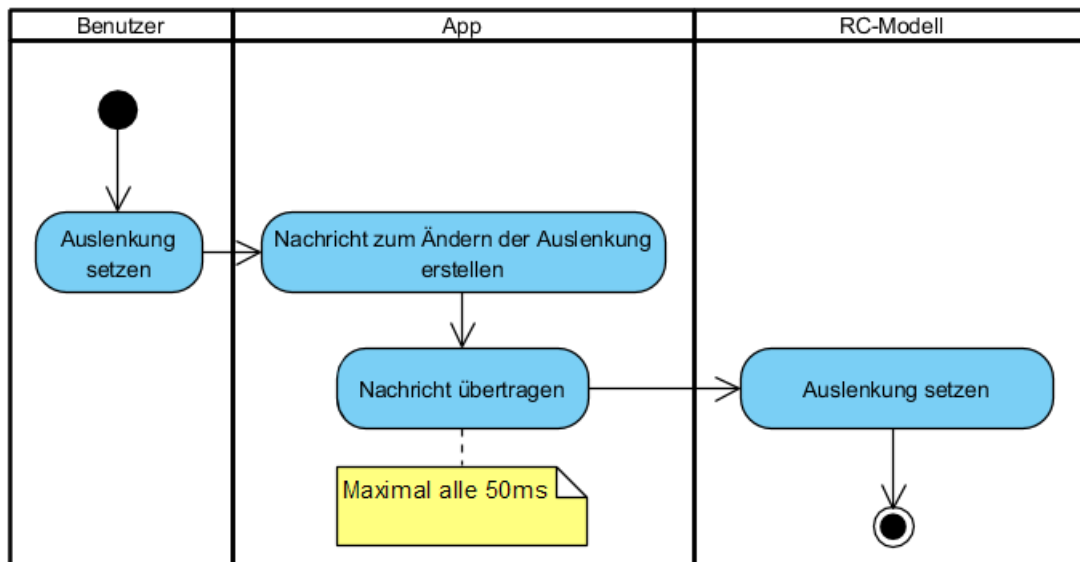 Benutzer
App
RC-Modell
Auslenkung
setzen
Nachricht zum Ändern der Auslenkung
erstellen
Nachricht übertragen
Auslenkung setzen
Maximal alle 50ms